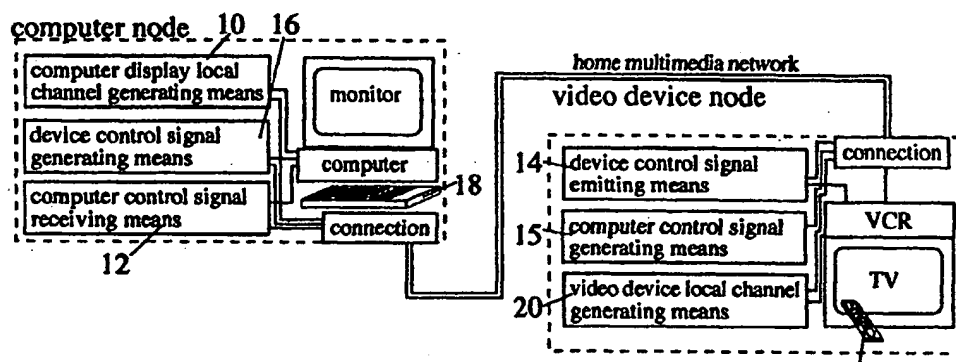 computer node
10
16
computer display local
channel generating means
device control signal
generating means
computer control signal
receiving means
12
monitor
computer
18
connection
home multimedia network
video device node
14
device control signal
emitting means
15
computer control signal
generating means
20
video device local channel
generating means
connection
VCR
TV